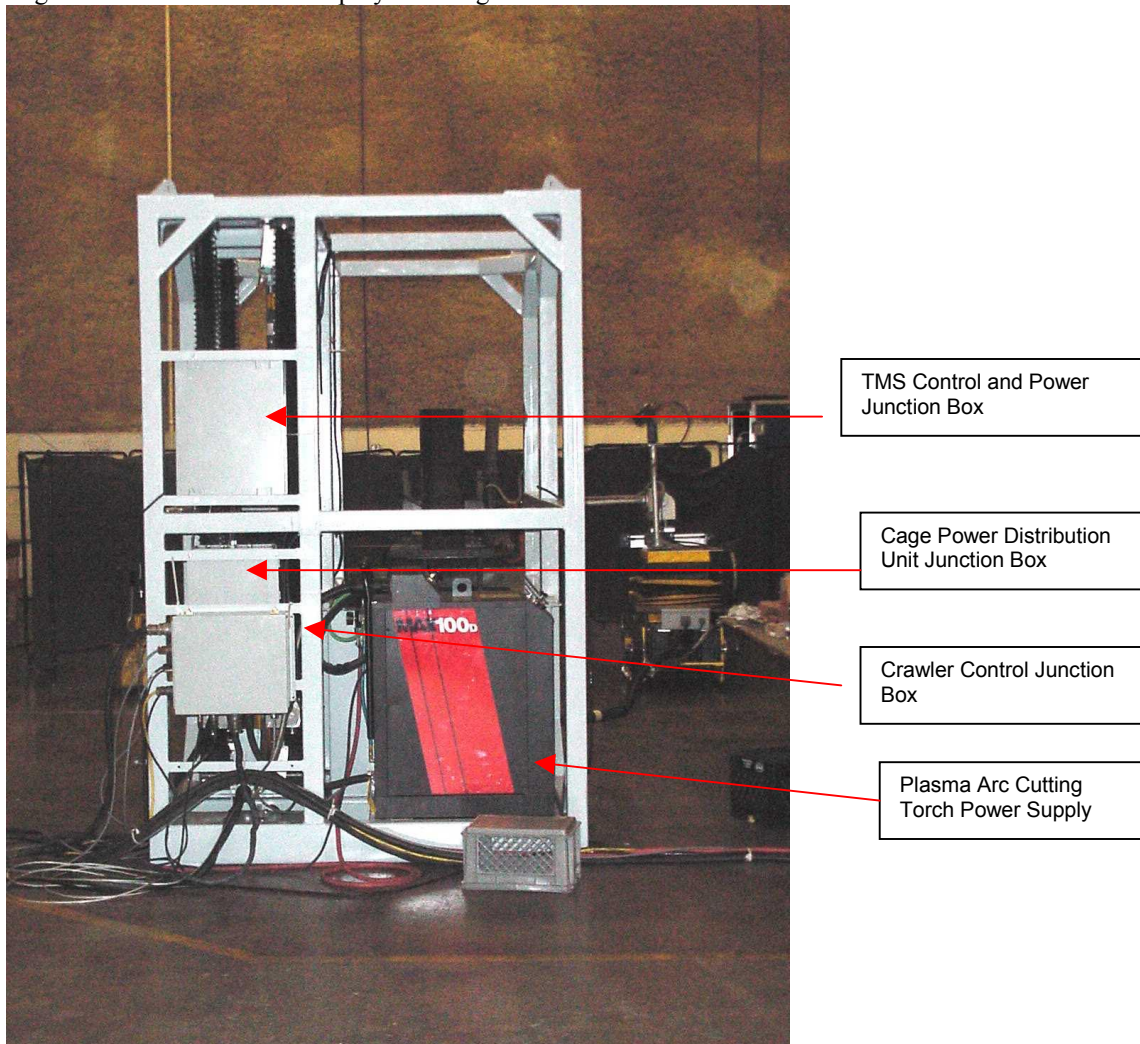 TMS Control and Power
Junction Box
Cage Power Distribution
Unit Junction Box
MAX100D
Crawler Control Junction
Box
Plasma Arc Cutting
Torch Power Supply